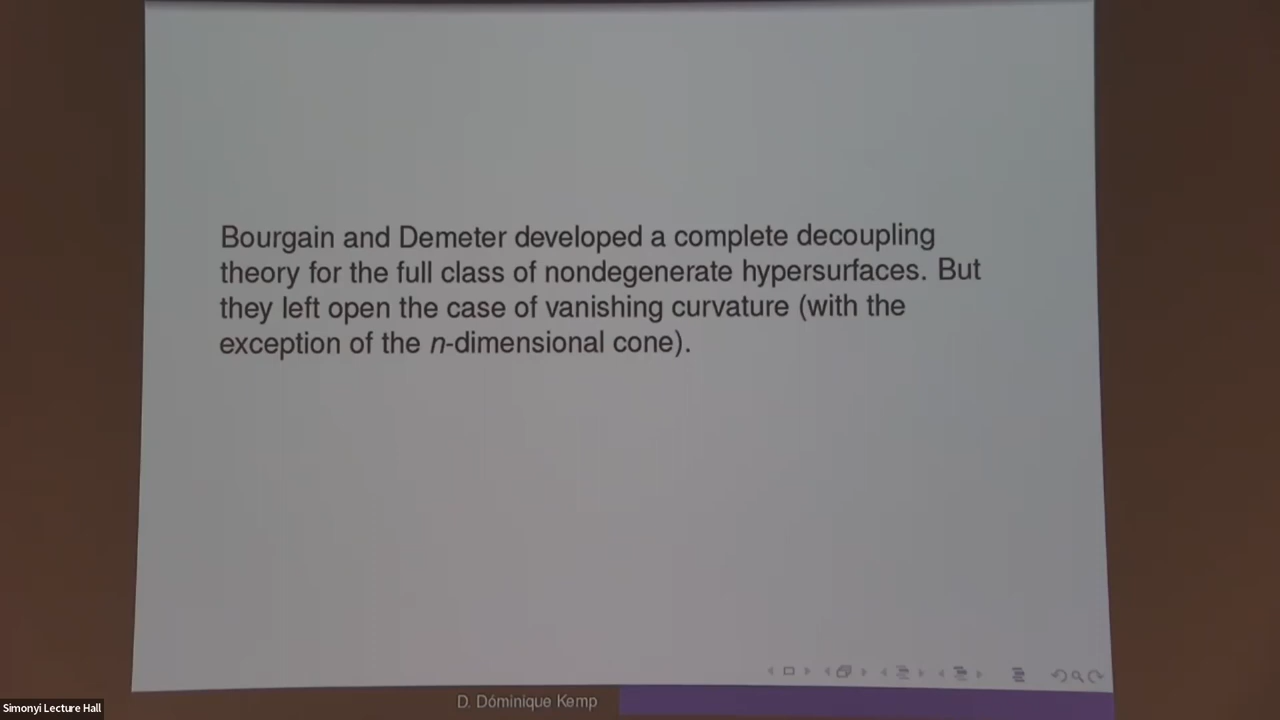 Bourgain and Demeter developed a complete decoupling
theory for the full class of nondegenerate hypersurfaces. But
they left open the case of vanishing curvature (with the
exception of the n-dimensional cone).
D. Dóminique Kemp
Simonyi Lecture Hall